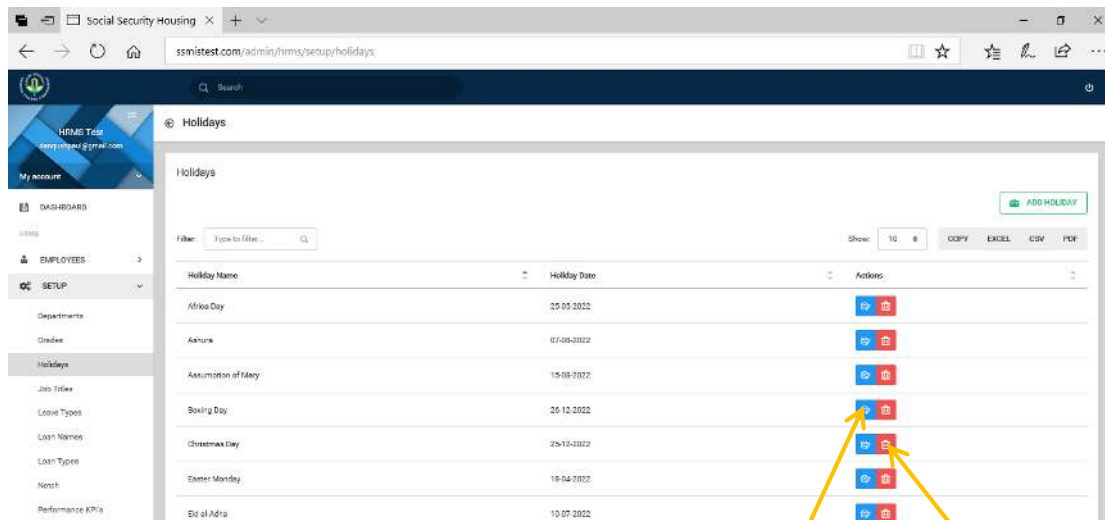 Social Security Housing
ssmistest.com/admin/hrms/setup/holidays
Search
HRMS Test
My account
Holidays
Holidays
ADD HOLIDAY
DASHBOARD
HRMS
EMPLOYEES
SETUP
Departments
Grades
Holidays
Job Titles
Leave Types
Loan Names
Loan Types
Notch
Performance KPI's
Filter: Type to filter...
Show: 10 COPY EXCEL CSV PDF
Holiday Name Holiday Date Actions
Africa Day 25-05-2022
Ashura 07-08-2022
Assumption of Mary 15-08-2022
Boxing Day 26-12-2022
Christmas Day 25-12-2022
Easter Monday 18-04-2022
Eid al-Adha 10-07-2022